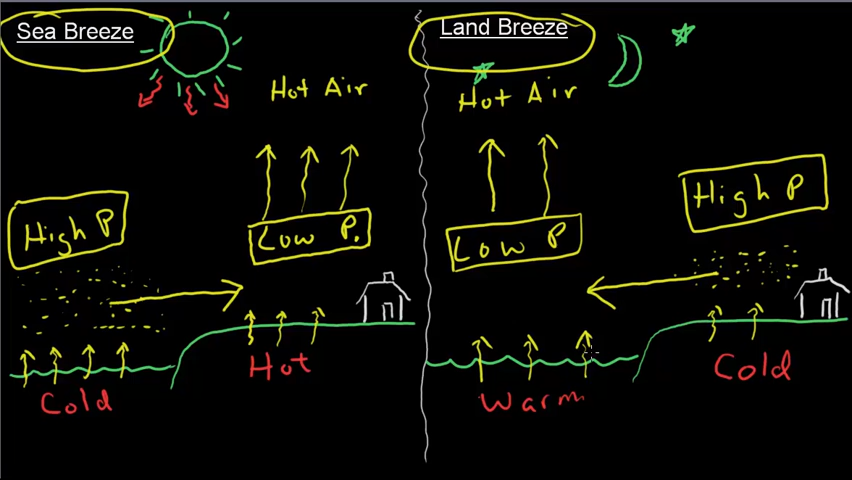 Sea Breeze
Hot Air
High P
Low P.
Cold
Hot
Land Breeze
Hot Air
Low P
High P
Warm
Cold